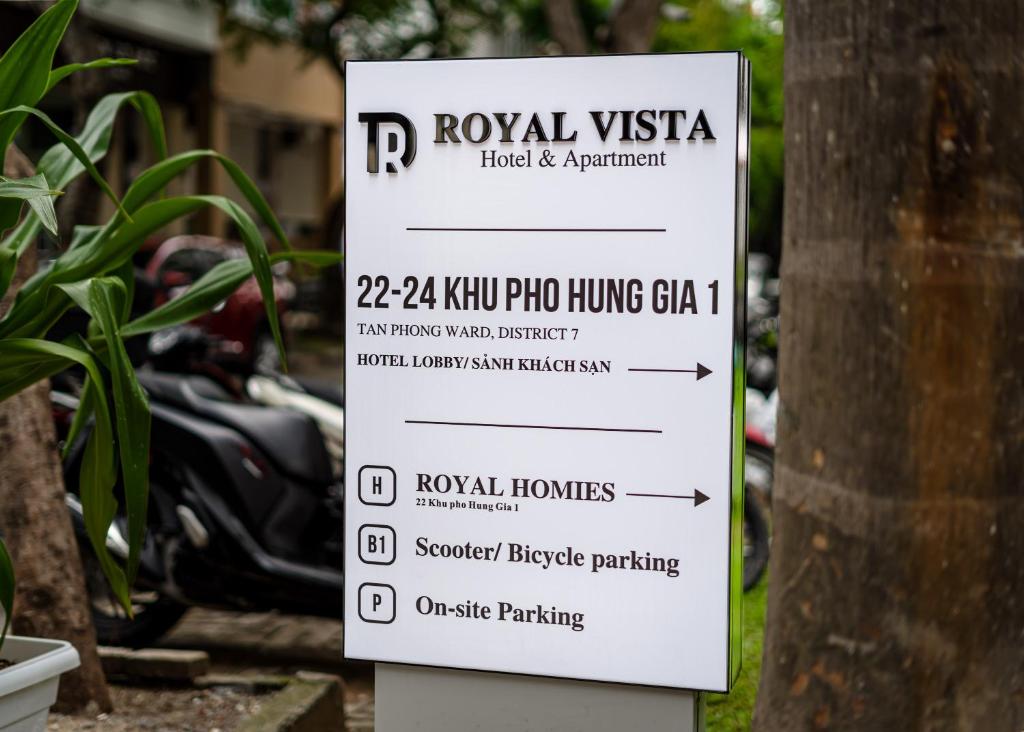 ROYAL VISTA
Hotel & Apartment
22-24 KHU PHO HUNG GIA 1
TAN PHONG WARD, DISTRICT 7
HOTEL LOBBY/ SẢNH KHÁCH SẠN
H ROYAL HOMIES
22 Khu pho Hung Gia 1
B1 Scooter/ Bicycle parking
P On-site Parking